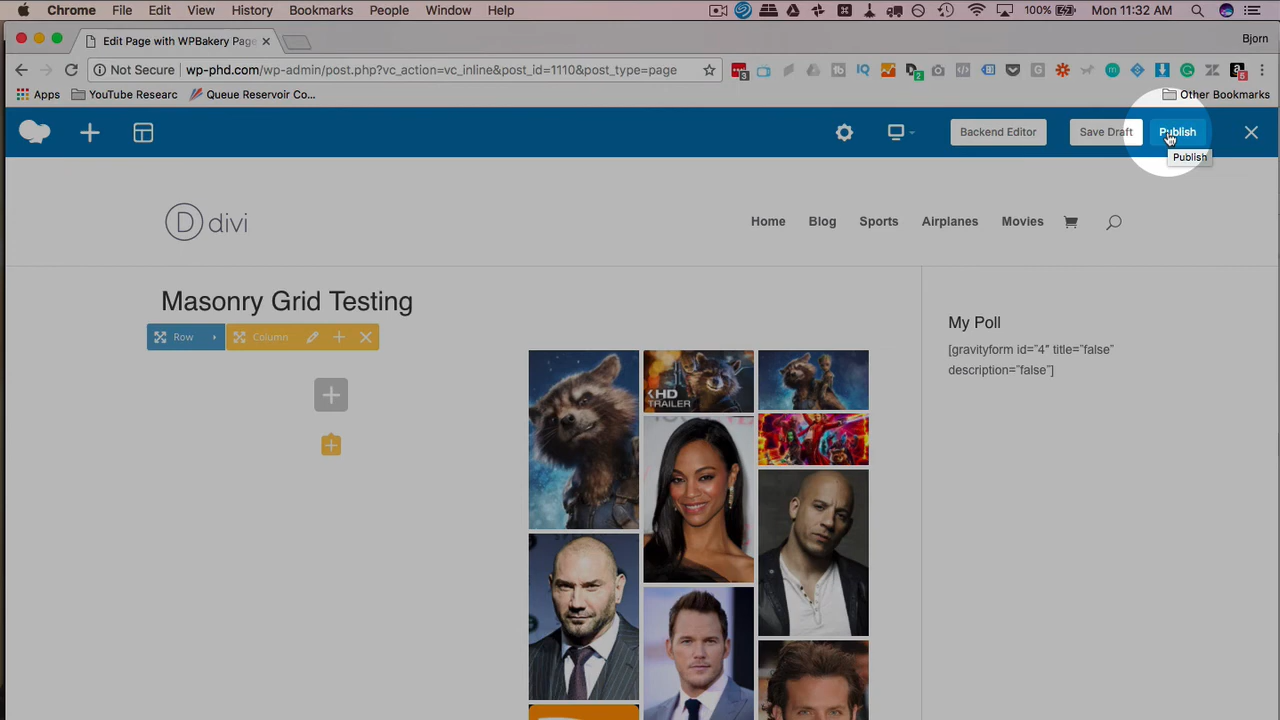 Chrome File Edit View History Bookmarks People Window Help 100% Mon 11:32 AM
Edit Page with WPBakery Page Bjorn
Not Secure wp-phd.com/wp-admin/post.php?vc_action=vc_inline&post_id=1110&post_type=page
Apps YouTube Researc Queue Reservoir Co... Other Bookmarks
Backend Editor Save Draft Publish
Publish
D divi Home Blog Sports Airplanes Movies
Masonry Grid Testing
Row Column
My Poll
[gravityform id="4" title="false"
description="false"]
HD
TRAILER